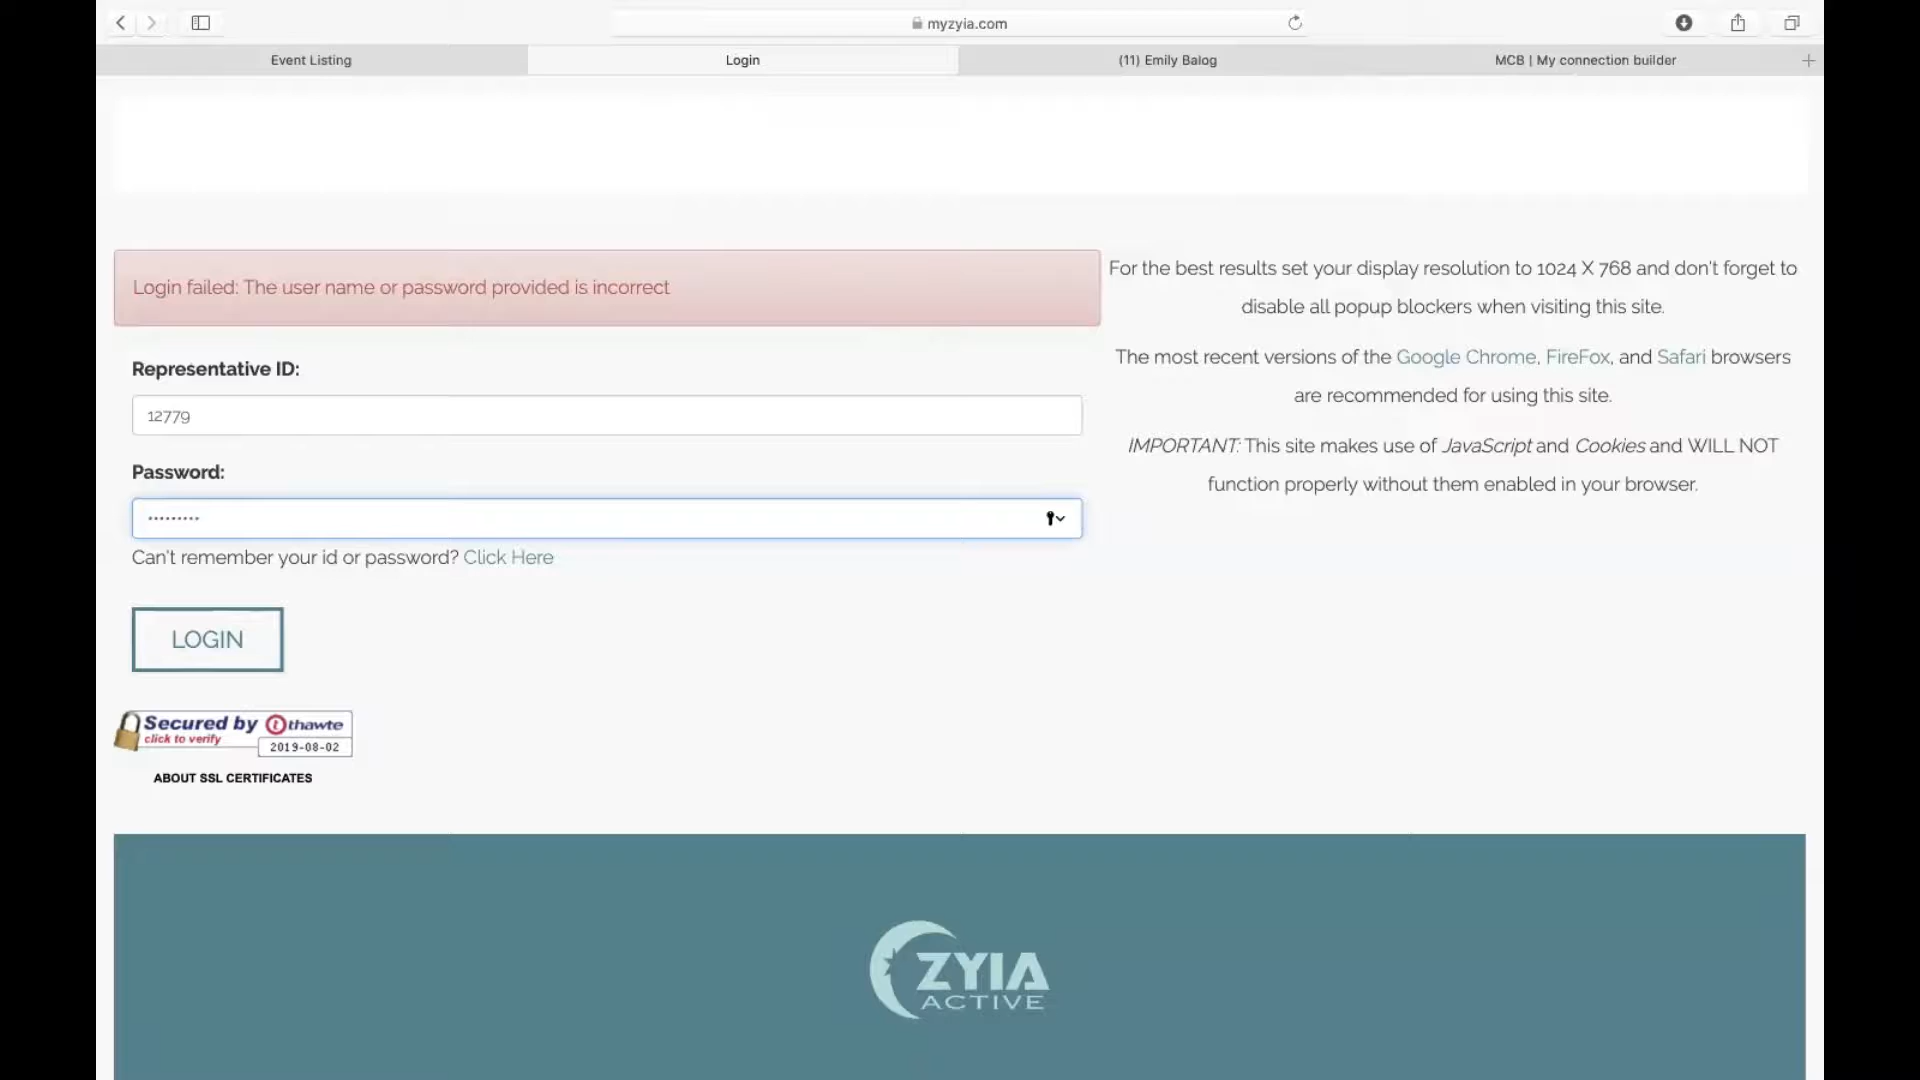 myzyia.com
Event Listing
Login
(11) Emily Balog
MCB | My connection builder
Login failed: The user name or password provided is incorrect
Representative ID:
12779
Password:
•••••••••
Can't remember your id or password? Click Here
LOGIN
Secured by thawte
click to verify
2019-08-02
ABOUT SSL CERTIFICATES
For the best results set your display resolution to 1024 X 768 and don't forget to
disable all popup blockers when visiting this site.
The most recent versions of the Google Chrome, FireFox, and Safari browsers
are recommended for using this site.
IMPORTANT: This site makes use of JavaScript and Cookies and WILL NOT
function properly without them enabled in your browser.
ZYIA
ACTIVE